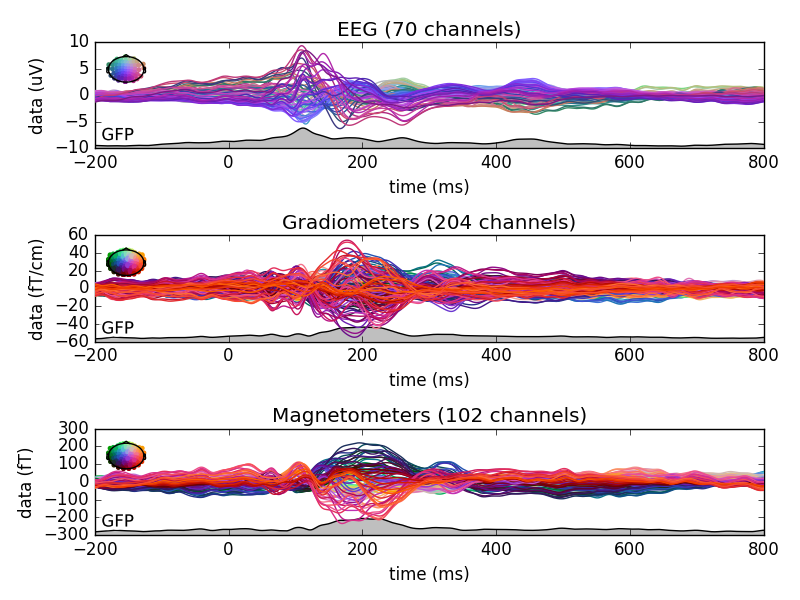 EEG (70 channels)
10
5
0
−5
−10
data (uV)
GFP
−200 0 200 400 600 800
time (ms)
Gradiometers (204 channels)
60
40
20
0
−20
−40
−60
data (fT/cm)
GFP
−200 0 200 400 600 800
time (ms)
Magnetometers (102 channels)
300
200
100
0
−100
−200
−300
data (fT)
GFP
−200 0 200 400 600 800
time (ms)